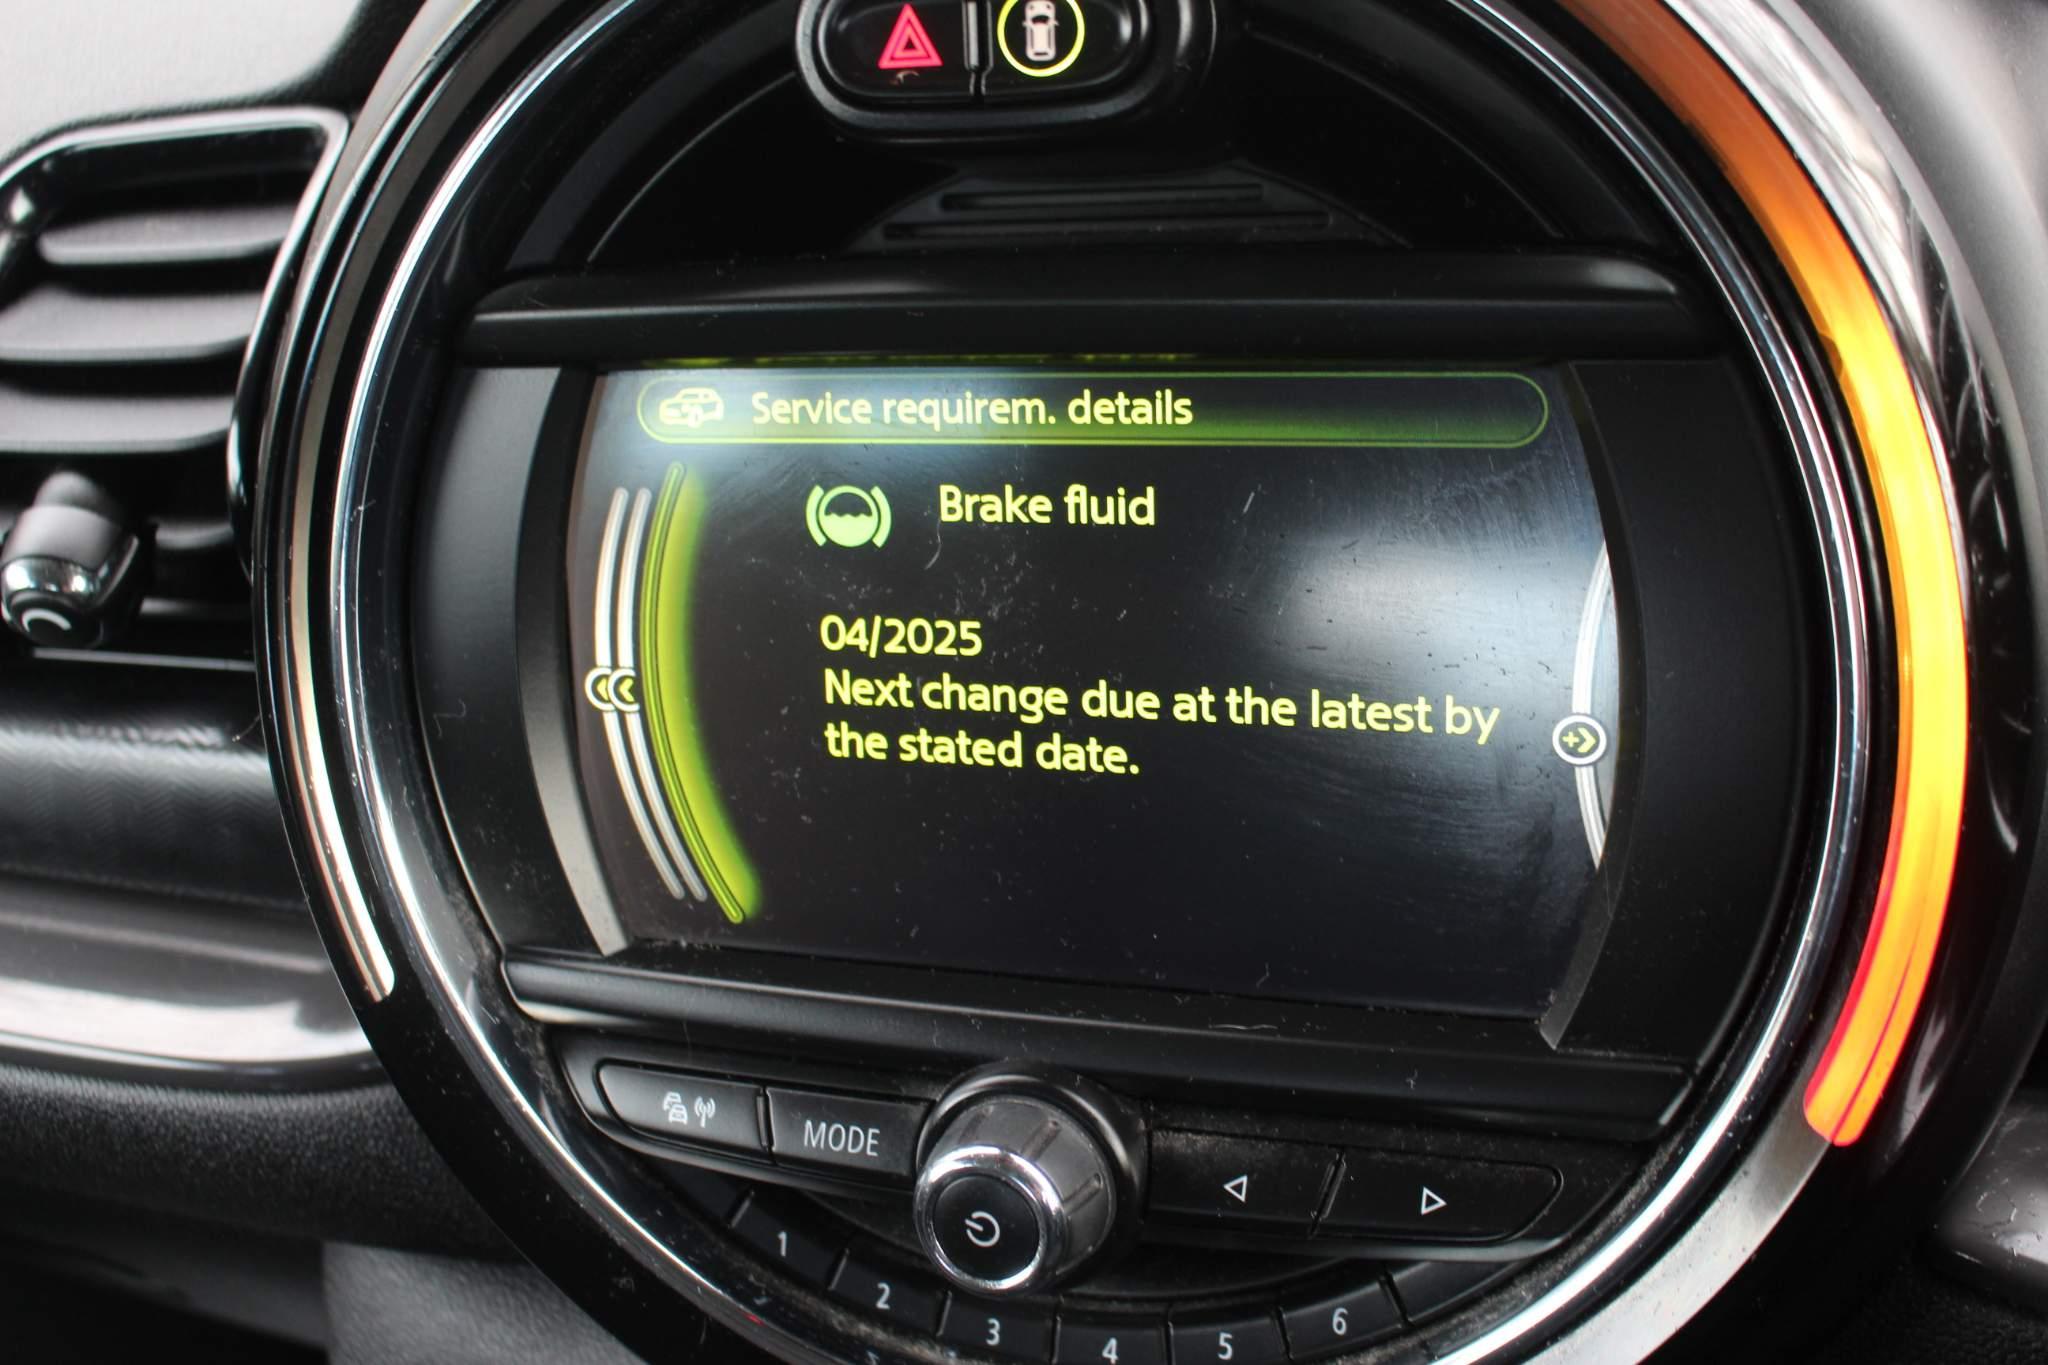 Service requirem. details
Brake fluid
04/2025
Next change due at the latest by
the stated date.
MODE
1
2
3
4
5
6